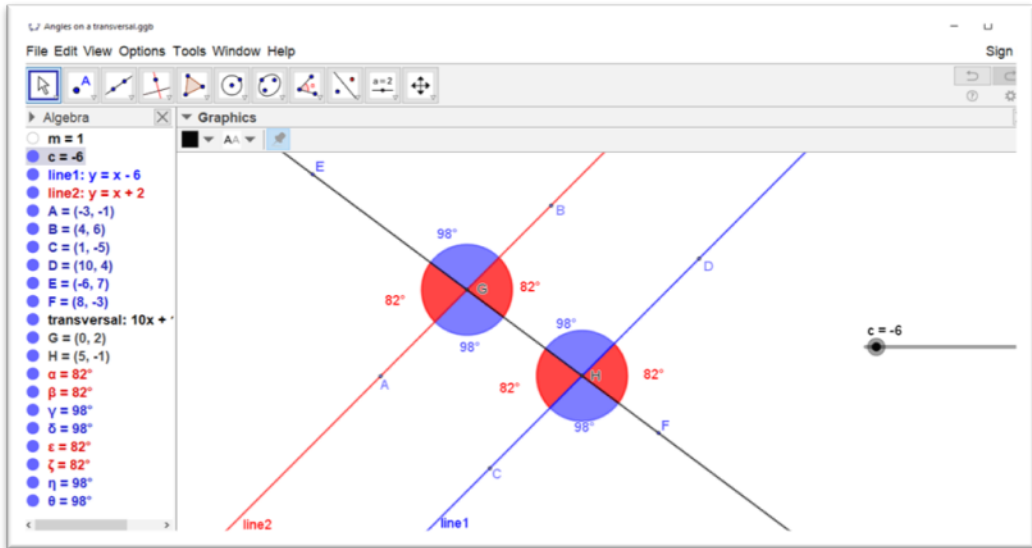 Angles on a transversal.ggb
File Edit View Options Tools Window Help
Sign
A
a=2
Algebra
Graphics
AA
m = 1
c = -6
line1: y = x - 6
line2: y = x + 2
A = (-3, -1)
B = (4, 6)
C = (1, -5)
D = (10, 4)
E = (-6, 7)
F = (8, -3)
transversal: 10x +
G = (0, 2)
H = (5, -1)
α = 82°
β = 82°
γ = 98°
δ = 98°
ε = 82°
ζ = 82°
η = 98°
θ = 98°
E
B
98°
D
82°
G
82°
98°
98°
c = -6
A
82°
H
82°
98°
F
C
line2
line1